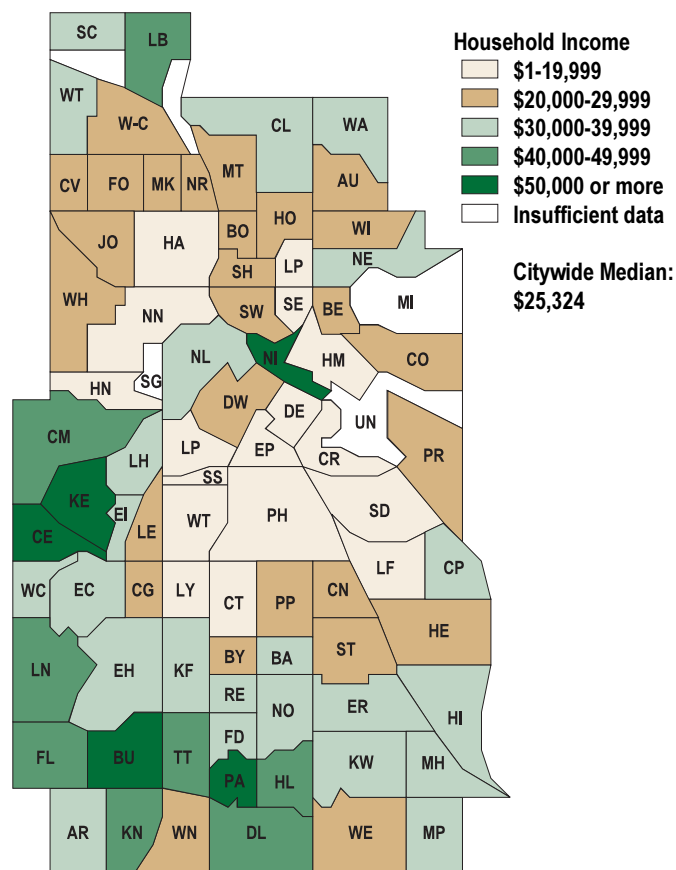 Household Income
$1-19,999
$20,000-29,999
$30,000-39,999
$40,000-49,999
$50,000 or more
Insufficient data
Citywide Median:
$25,324
SC
LB
WT
W-C
CL
WA
CV
FO
MK
NR
MT
AU
JO
HA
BO
HO
WI
SH
LP
NE
WH
NN
SW
SE
BE
MI
NL
NI
HM
CO
HN
SG
DW
DE
UN
CM
LH
LP
EP
CR
PR
KE
SS
EI
LE
WT
PH
SD
CE
WC
EC
CG
LY
CT
PP
CN
LF
CP
LN
EH
KF
BY
BA
ST
HE
RE
NO
ER
HI
FL
BU
TT
FD
PA
HL
KW
MH
AR
KN
WN
DL
WE
MP